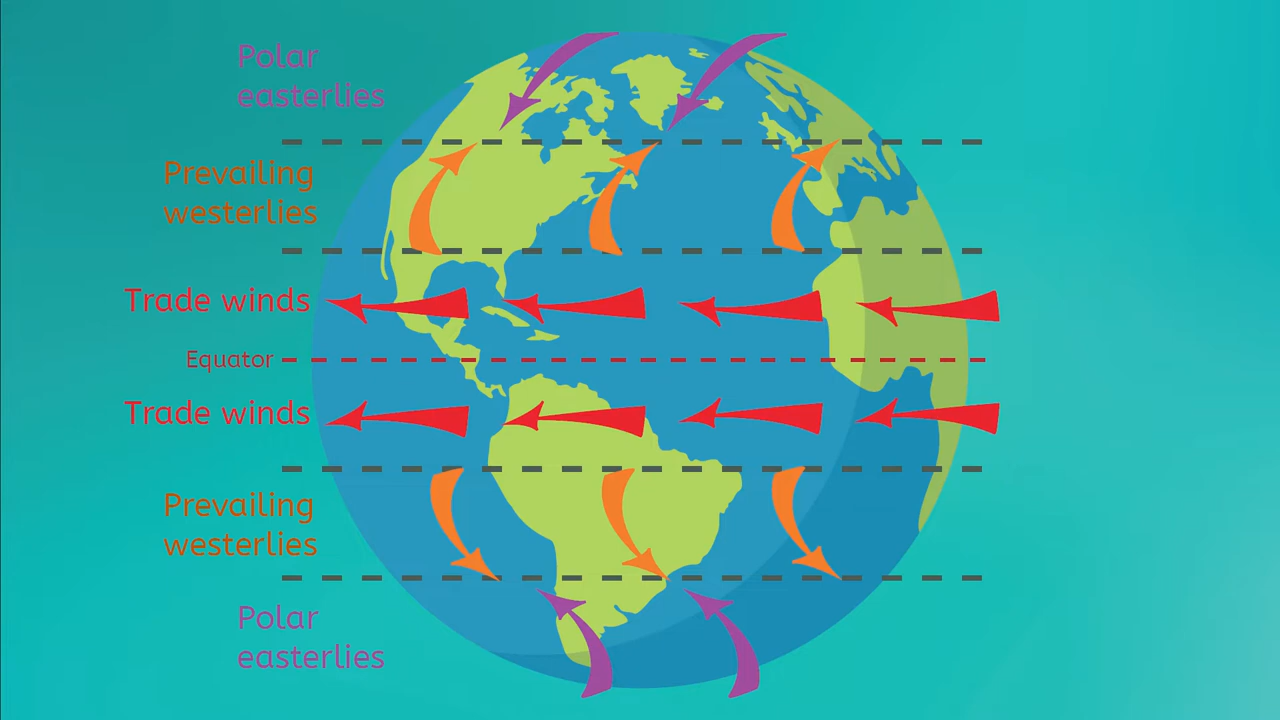 Polar
easterlies
Prevailing
westerlies
Trade winds
Equator
Trade winds
Prevailing
westerlies
Polar
easterlies